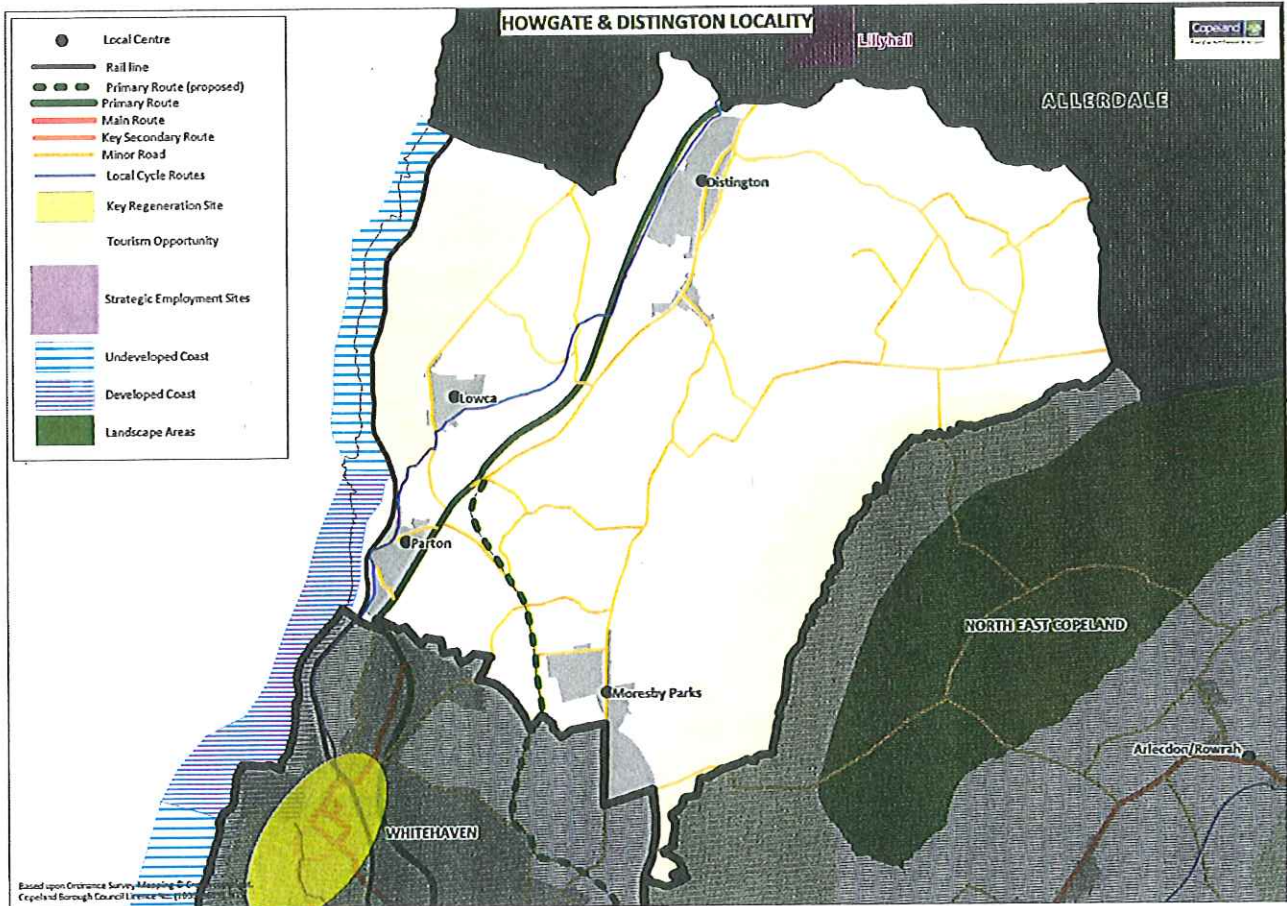 HOWGATE & DISTINGTON LOCALITY
Copeland
Local Centre
Rail line
Primary Route (proposed)
Primary Route
Main Route
Key Secondary Route
Minor Road
Local Cycle Routes
Key Regeneration Site
Tourism Opportunity
Strategic Employment Sites
Undeveloped Coast
Developed Coast
Landscape Areas
Lillyhall
ALLERDALE
Distington
Lowca
Parton
NORTH EAST COPELAND
Moresby Parks
Arlecdon/Rowrah
WHITEHAVEN
Based upon Ordnance Survey Mapping ©
Copeland Borough Council Licence No.